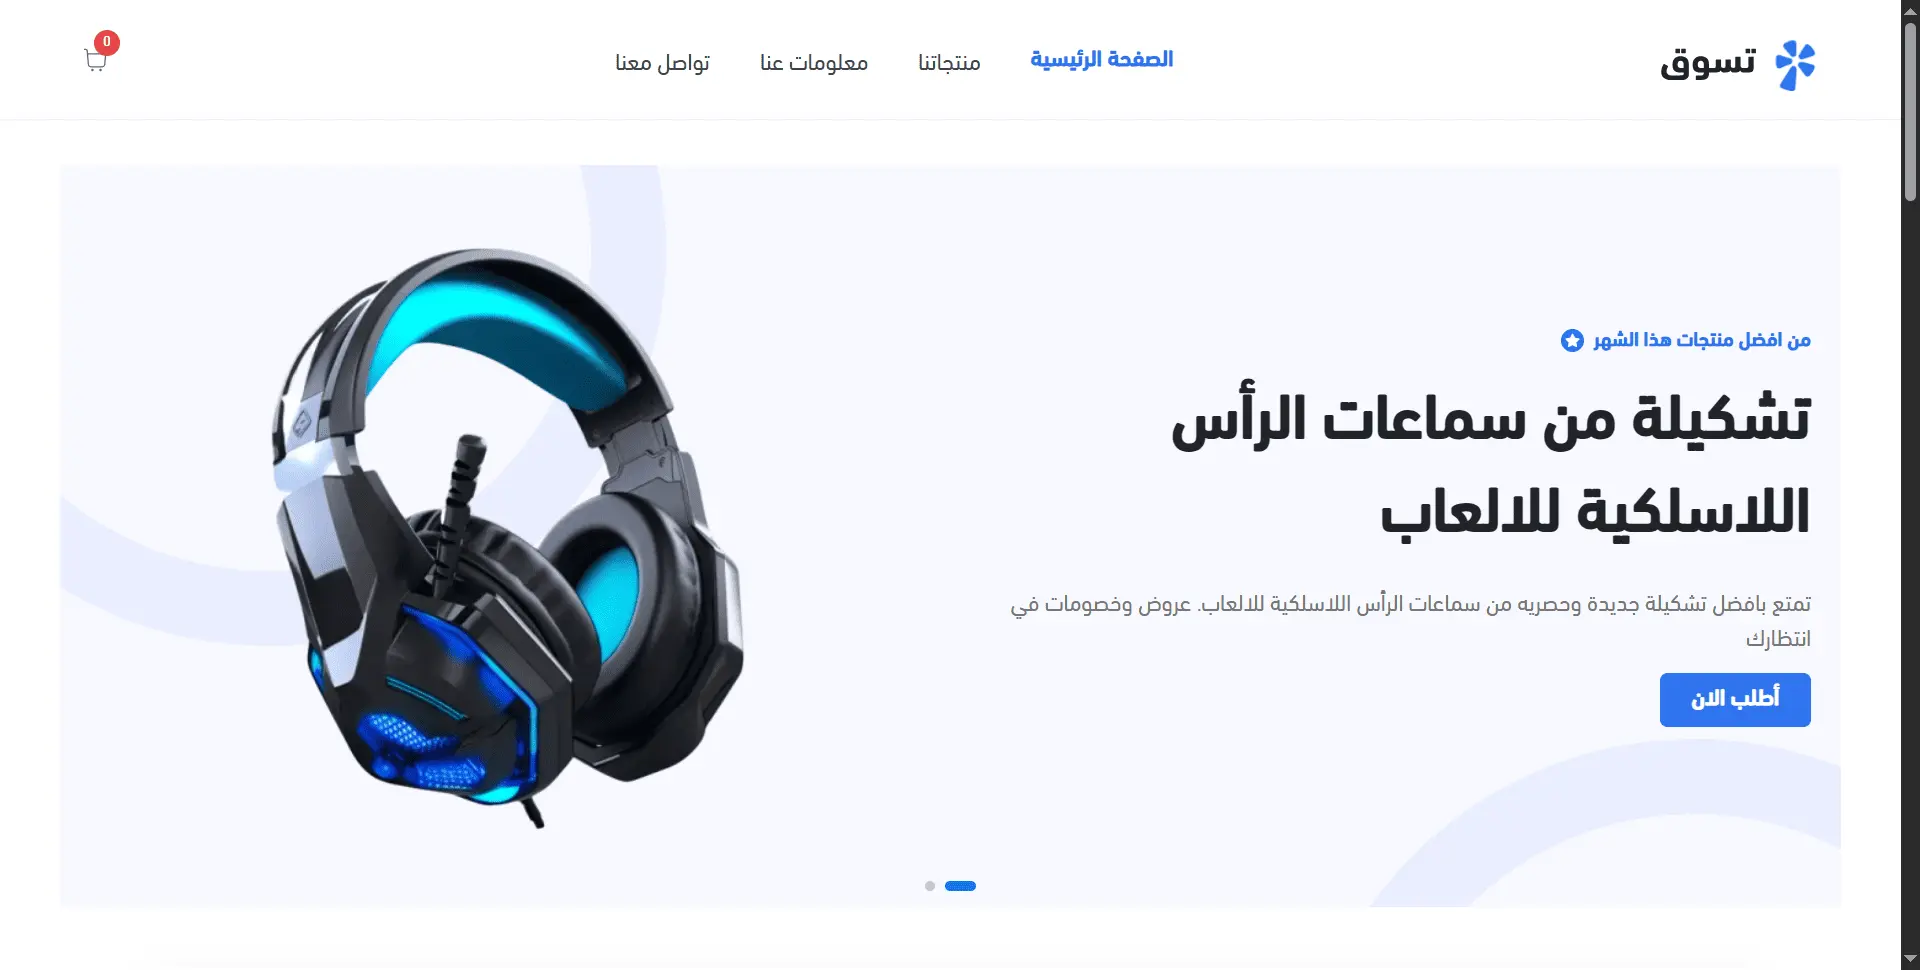 تسوق
الصفحة الرئيسية
منتجاتنا
معلومات عنا
تواصل معنا
0
من افضل منتجات هذا الشهر
تشكيلة من سماعات الرأس
اللاسلكية للالعاب
تمتع بافضل تشكيلة جديدة وحصريه من سماعات الرأس اللاسلكية للالعاب. عروض وخصومات في
انتظارك
أطلب الان